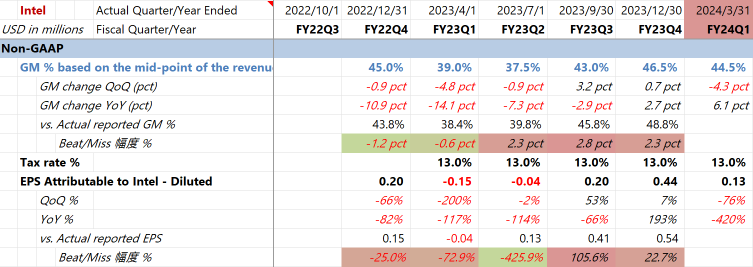 Intel Actual Quarter/Year Ended 2022/10/1 2022/12/31 2023/4/1 2023/7/1 2023/9/30 2023/12/30 2024/3/31
USD in millions Fiscal Quarter/Year FY22Q3 FY22Q4 FY23Q1 FY23Q2 FY23Q3 FY23Q4 FY24Q1
Non-GAAP
GM % based on the mid-point of the revenue 45.0% 39.0% 37.5% 43.0% 46.5% 44.5%
GM change QoQ (pct) -0.9 pct -4.8 pct -0.9 pct 3.2 pct 0.7 pct -4.3 pct
GM change YoY (pct) -10.9 pct -14.1 pct -7.3 pct -2.9 pct 2.7 pct 6.1 pct
vs. Actual reported GM % 43.8% 38.4% 39.8% 45.8% 48.8%
Beat/Miss 幅度 % -1.2 pct -0.6 pct 2.3 pct 2.8 pct 2.3 pct
Tax rate % 13.0% 13.0% 13.0% 13.0% 13.0%
EPS Attributable to Intel - Diluted 0.20 -0.15 -0.04 0.20 0.44 0.13
QoQ % -66% -200% -2% 53% 7% -76%
YoY % -82% -117% -114% -66% 193% -420%
vs. Actual reported EPS 0.15 -0.04 0.13 0.41 0.54
Beat/Miss 幅度 % -25.0% -72.9% -425.9% 105.6% 22.7%